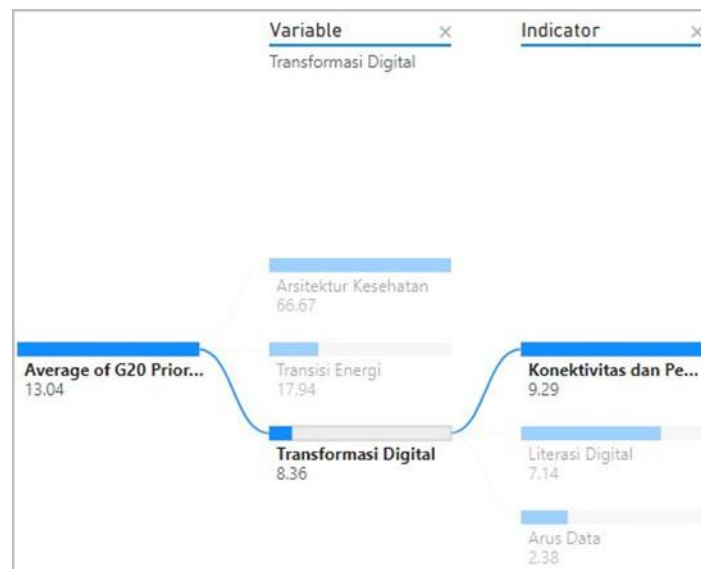 Variable
Transformasi Digital
Indicator
Arsitektur Kesehatan
66.67
Average of G20 Prior...
13.04
Transisi Energi
17.94
Konektivitas dan Pe...
9.29
Transformasi Digital
8.36
Literasi Digital
7.14
Arus Data
2.38